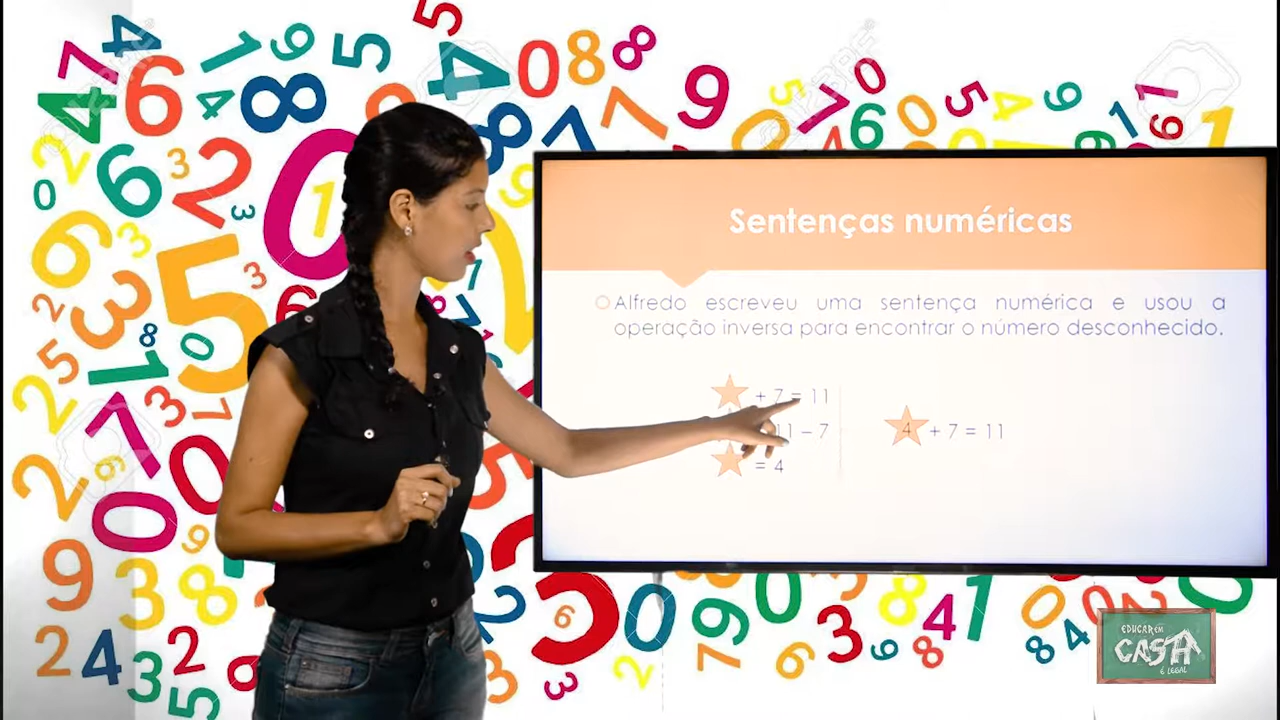 Sentenças numéricas
Alfredo escreveu uma sentença numérica e usou a
operação inversa para encontrar o número desconhecido.
+ 7 = 11
11 – 7
= 4
4 + 7 = 11
EDUCAR EM
CASA
É LEGAL